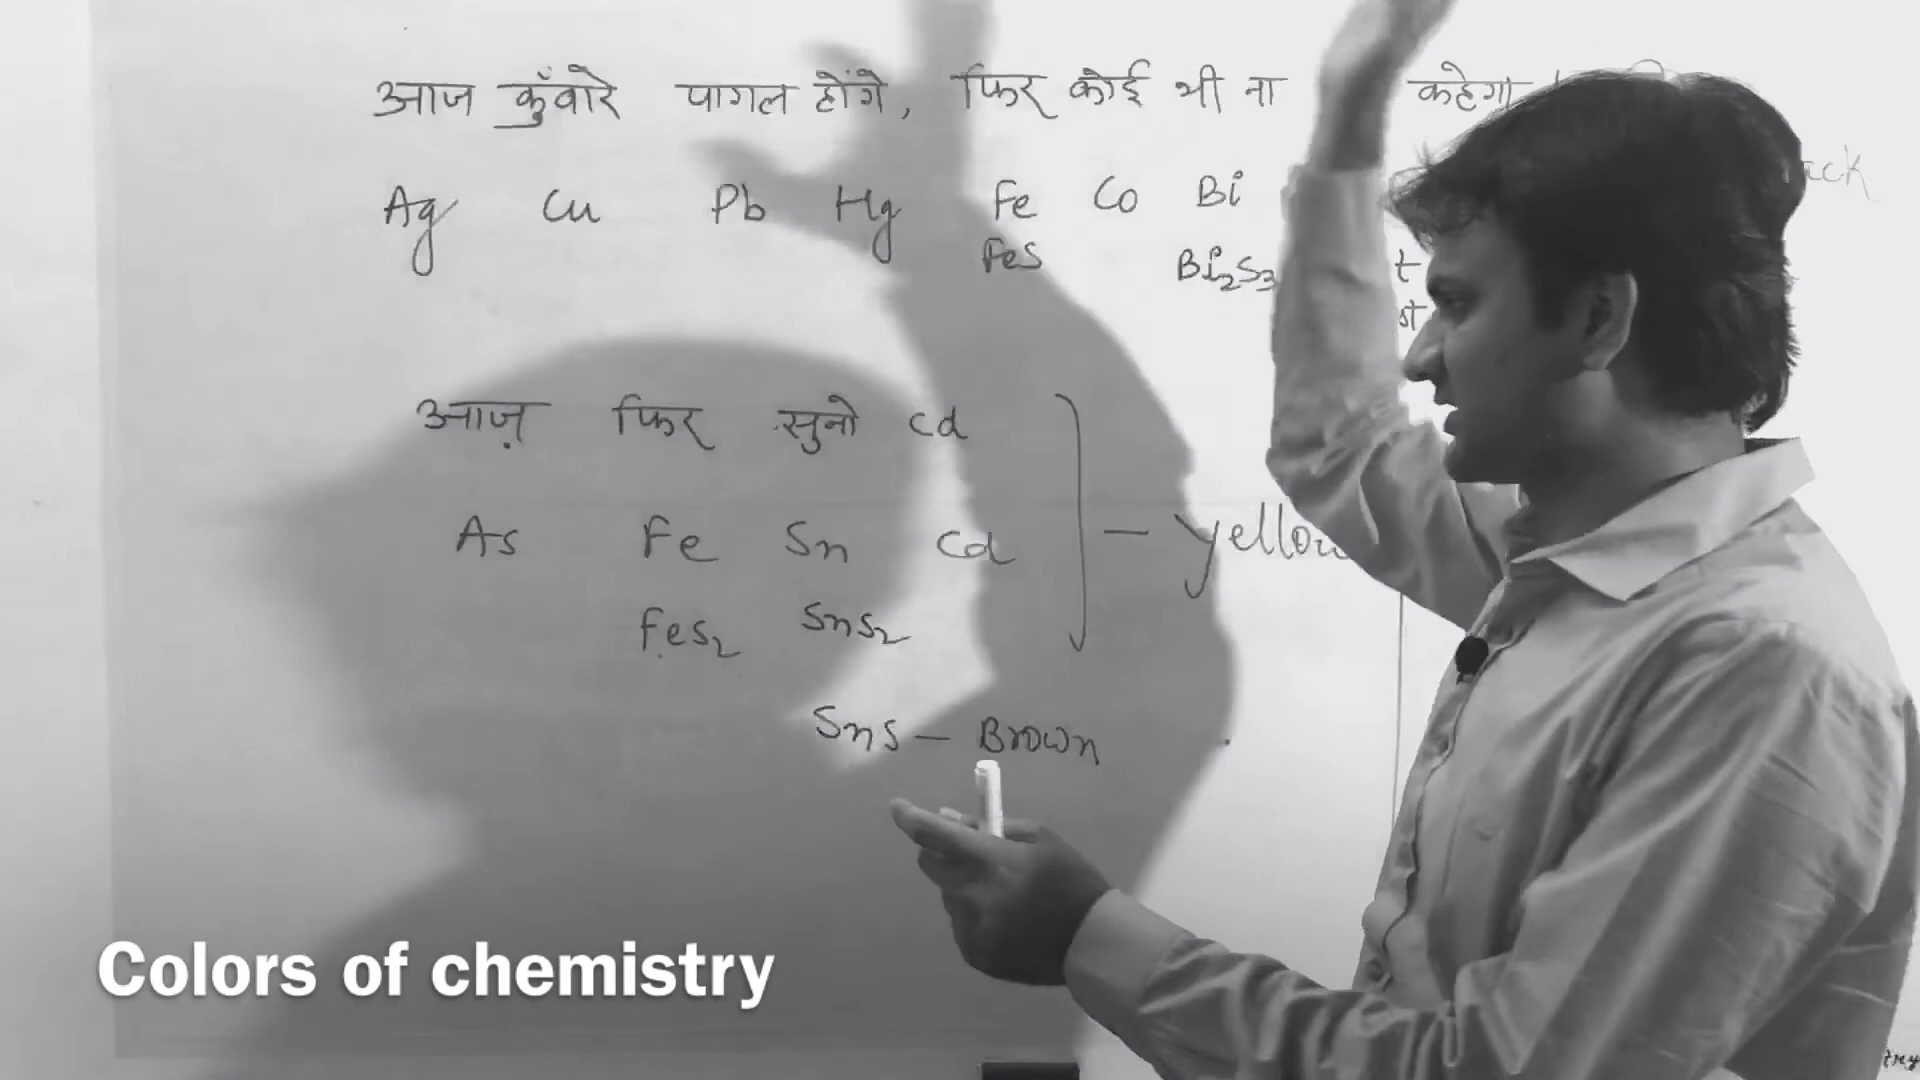 आज कुँवारे पागल होंगे, फिर कोई भी ना कहेगा
Ag Cu Pb Hg Fe Co Bi
FeS Bi₂S₃
आज़ फिर सुनो Cd
As Fe Sn Cd — Yellow
FeS₂ SnS₂
SnS — Brown
Colors of chemistry